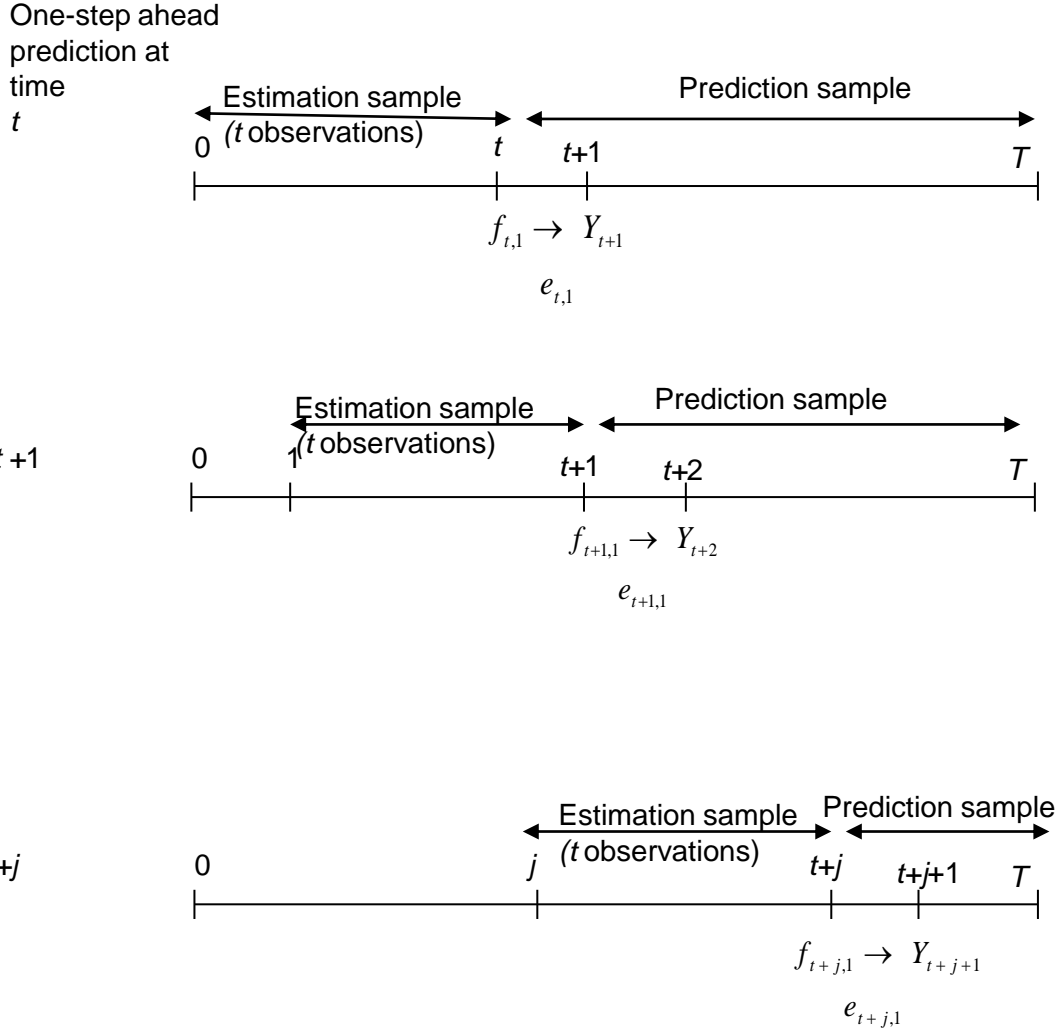 One-step ahead
prediction at
time
t
Estimation sample
(t observations)
Prediction sample
0
t
t+1
T
f_{t,1} → Y_{t+1}
e_{t,1}
Estimation sample
(t observations)
Prediction sample
t +1
0
1
t+1
t+2
T
f_{t+1,1} → Y_{t+2}
e_{t+1,1}
Estimation sample
(t observations)
Prediction sample
+j
0
j
t+j
t+j+1
T
f_{t+j,1} → Y_{t+j+1}
e_{t+j,1}